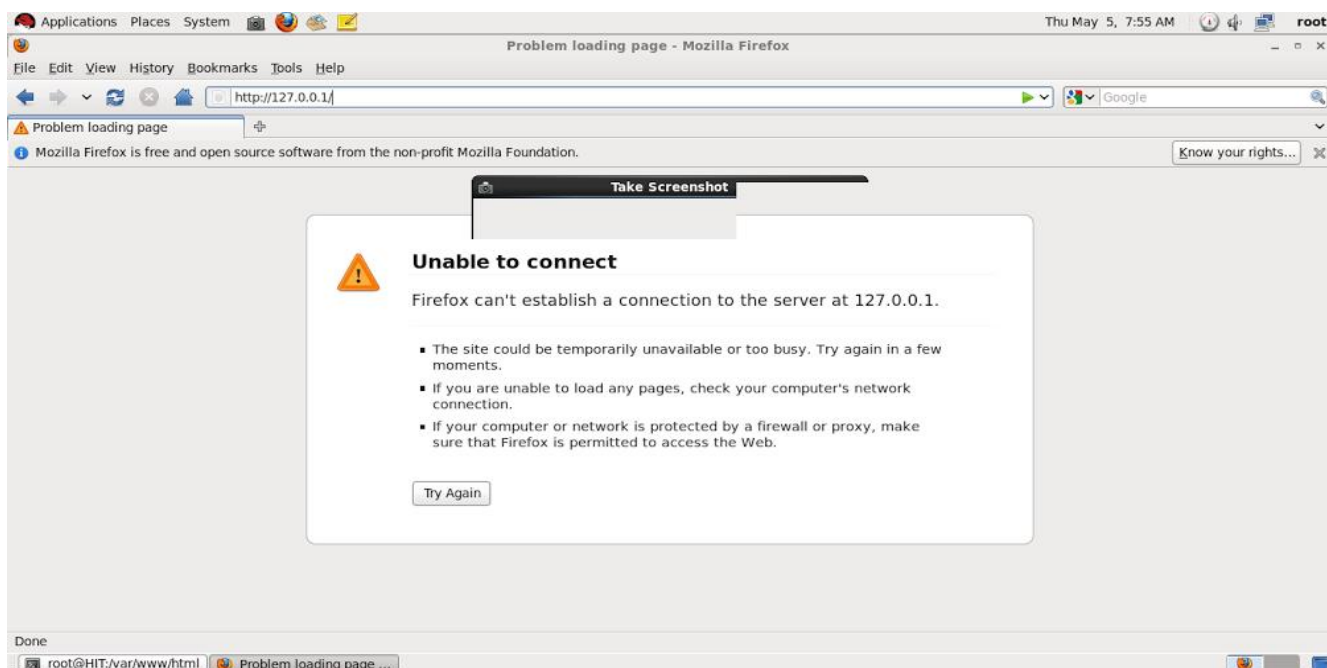 Applications Places System Thu May 5, 7:55 AM root
Problem loading page - Mozilla Firefox
File Edit View History Bookmarks Tools Help
http://127.0.0.1/ Google
Problem loading page
Mozilla Firefox is free and open source software from the non-profit Mozilla Foundation. Know your rights...
Take Screenshot
Unable to connect
Firefox can't establish a connection to the server at 127.0.0.1.
The site could be temporarily unavailable or too busy. Try again in a few
moments.
If you are unable to load any pages, check your computer's network
connection.
If your computer or network is protected by a firewall or proxy, make
sure that Firefox is permitted to access the Web.
Try Again
Done
root@HIT:/var/www/html Problem loading page ...